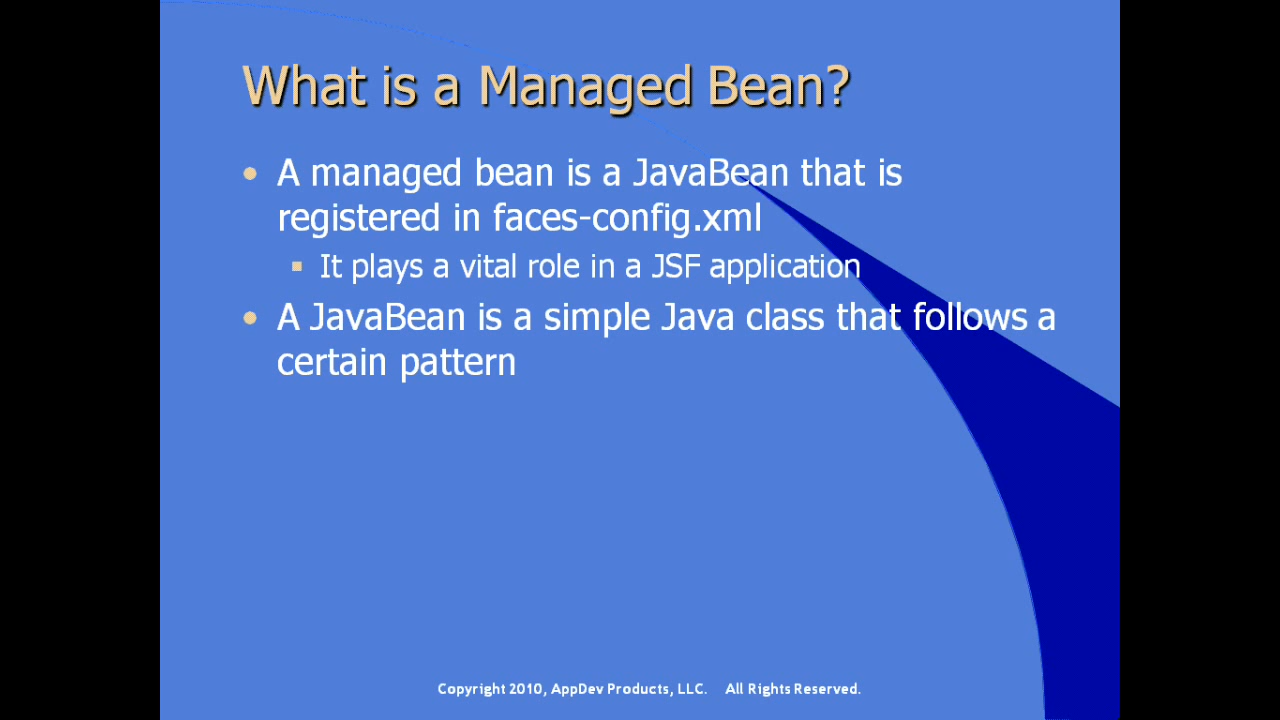 What is a Managed Bean?
• A managed bean is a JavaBean that is
registered in faces-config.xml
▪ It plays a vital role in a JSF application
• A JavaBean is a simple Java class that follows a
certain pattern
Copyright 2010, AppDev Products, LLC. All Rights Reserved.